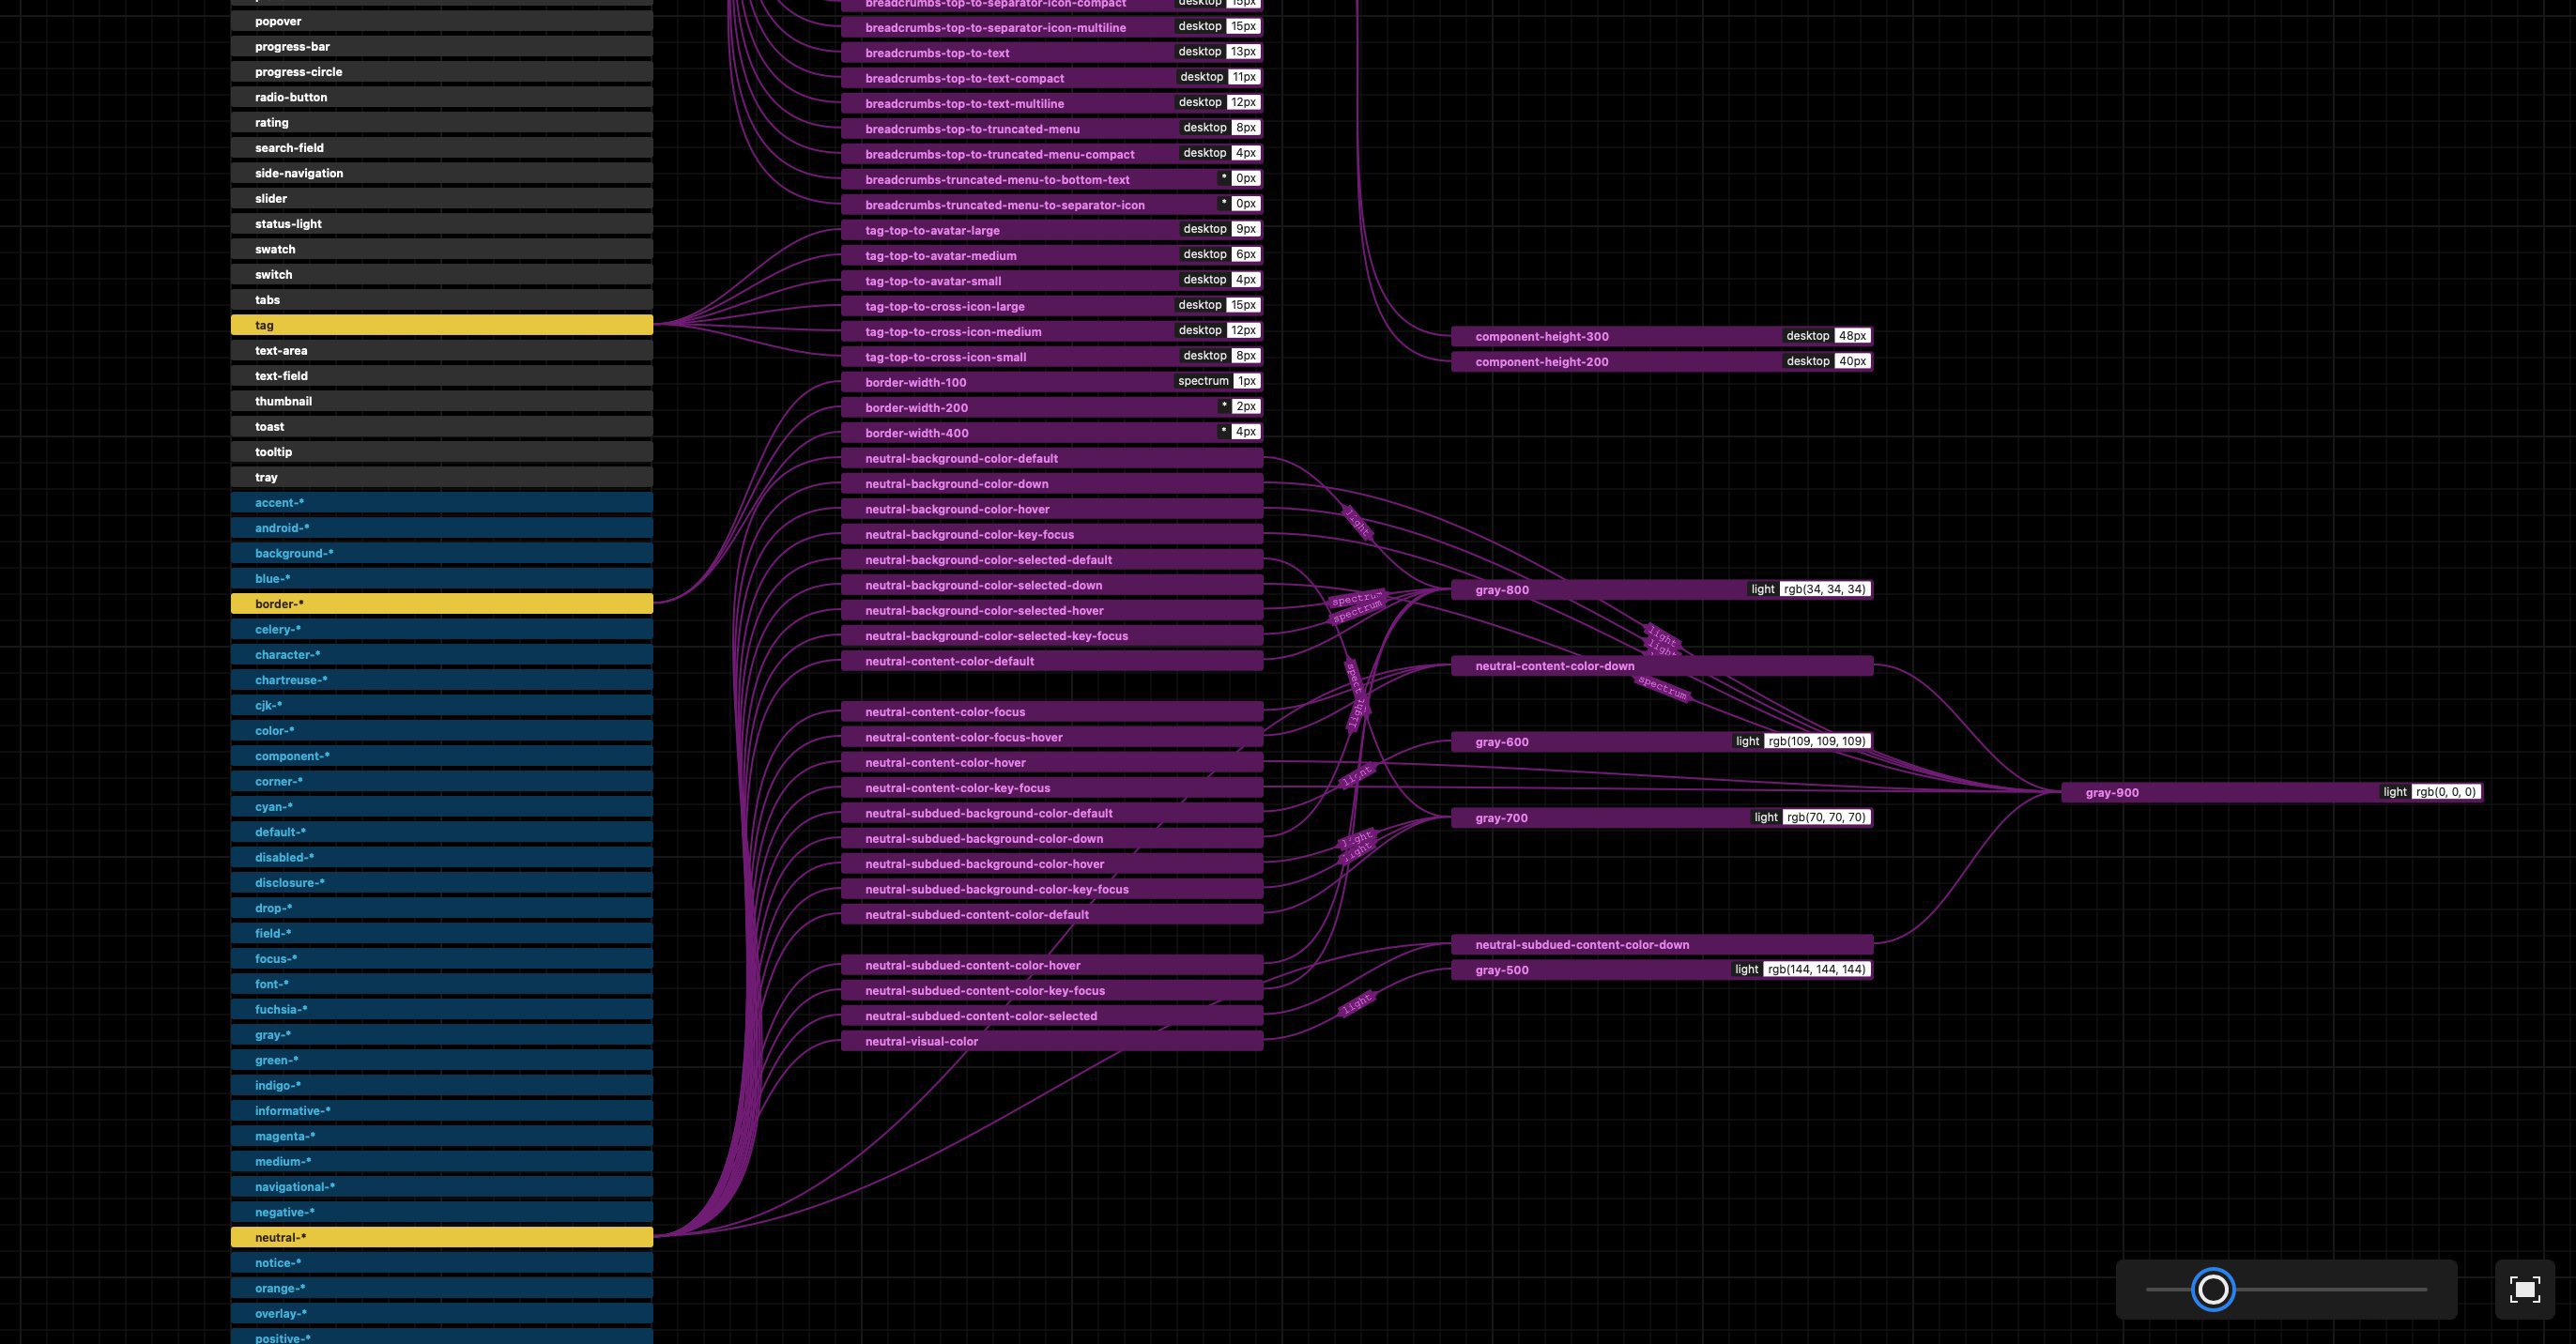 popover
progress-bar
progress-circle
radio-button
rating
search-field
side-navigation
slider
status-light
swatch
switch
tabs
tag
text-area
text-field
thumbnail
toast
tooltip
tray
accent-*
android-*
background-*
blue-*
border-*
celery-*
character-*
chartreuse-*
cjk-*
color-*
component-*
corner-*
cyan-*
default-*
disabled-*
disclosure-*
drop-*
field-*
focus-*
font-*
fuchsia-*
gray-*
green-*
indigo-*
informative-*
magenta-*
medium-*
navigational-*
negative-*
neutral-*
notice-*
orange-*
overlay-*
positive-*
breadcrumbs-top-to-separator-icon-compact desktop 15px
breadcrumbs-top-to-separator-icon-multiline desktop 15px
breadcrumbs-top-to-text desktop 13px
breadcrumbs-top-to-text-compact desktop 11px
breadcrumbs-top-to-text-multiline desktop 12px
breadcrumbs-top-to-truncated-menu desktop 8px
breadcrumbs-top-to-truncated-menu-compact desktop 4px
breadcrumbs-truncated-menu-to-bottom-text * 0px
breadcrumbs-truncated-menu-to-separator-icon * 0px
tag-top-to-avatar-large desktop 9px
tag-top-to-avatar-medium desktop 6px
tag-top-to-avatar-small desktop 4px
tag-top-to-cross-icon-large desktop 15px
tag-top-to-cross-icon-medium desktop 12px
tag-top-to-cross-icon-small desktop 8px
border-width-100 spectrum 1px
border-width-200 * 2px
border-width-400 * 4px
neutral-background-color-default
neutral-background-color-down
neutral-background-color-hover
neutral-background-color-key-focus
neutral-background-color-selected-default
neutral-background-color-selected-down
neutral-background-color-selected-hover
neutral-background-color-selected-key-focus
neutral-content-color-default
neutral-content-color-focus
neutral-content-color-focus-hover
neutral-content-color-hover
neutral-content-color-key-focus
neutral-subdued-background-color-default
neutral-subdued-background-color-down
neutral-subdued-background-color-hover
neutral-subdued-background-color-key-focus
neutral-subdued-content-color-default
neutral-subdued-content-color-hover
neutral-subdued-content-color-key-focus
neutral-subdued-content-color-selected
neutral-visual-color
light
spectrum
spectrum
light
light
light
light
light
component-height-300 desktop 48px
component-height-200 desktop 40px
gray-800 light rgb(34, 34, 34)
light
light
neutral-content-color-down
spectrum
gray-600 light rgb(109, 109, 109)
gray-700 light rgb(70, 70, 70)
neutral-subdued-content-color-down
gray-500 light rgb(144, 144, 144)
gray-900 light rgb(0, 0, 0)